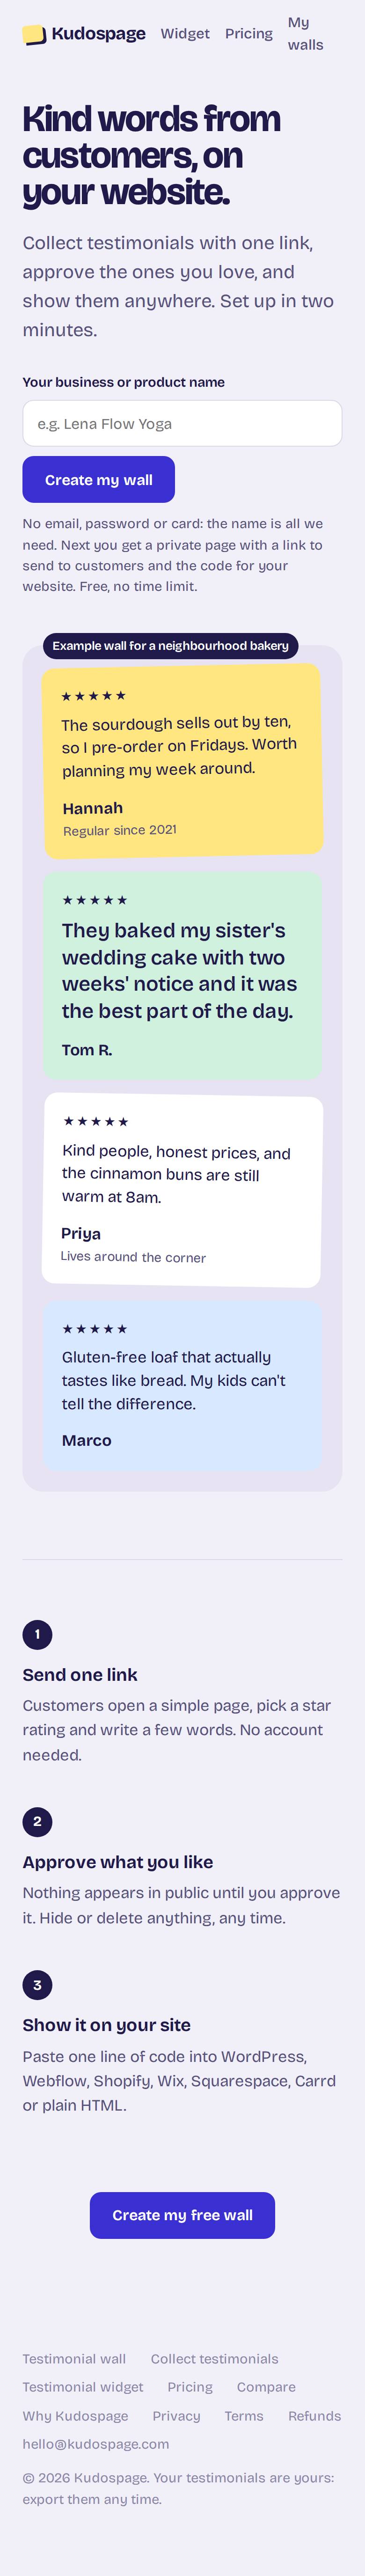 Kudospage Widget Pricing My walls
Kind words from
customers, on
your website.
Collect testimonials with one link,
approve the ones you love, and
show them anywhere. Set up in two
minutes.
Your business or product name
e.g. Lena Flow Yoga
Create my wall
No email, password or card: the name is all we
need. Next you get a private page with a link to
send to customers and the code for your
website. Free, no time limit.
Example wall for a neighbourhood bakery
★★★★★
The sourdough sells out by ten,
so I pre-order on Fridays. Worth
planning my week around.
Hannah
Regular since 2021
★★★★★
They baked my sister's
wedding cake with two
weeks' notice and it was
the best part of the day.
Tom R.
★★★★★
Kind people, honest prices, and
the cinnamon buns are still
warm at 8am.
Priya
Lives around the corner
★★★★★
Gluten-free loaf that actually
tastes like bread. My kids can't
tell the difference.
Marco
1
Send one link
Customers open a simple page, pick a star
rating and write a few words. No account
needed.
2
Approve what you like
Nothing appears in public until you approve
it. Hide or delete anything, any time.
3
Show it on your site
Paste one line of code into WordPress,
Webflow, Shopify, Wix, Squarespace, Carrd
or plain HTML.
Create my free wall
Testimonial wall Collect testimonials
Testimonial widget Pricing Compare
Why Kudospage Privacy Terms Refunds
hello@kudospage.com
© 2026 Kudospage. Your testimonials are yours:
export them any time.